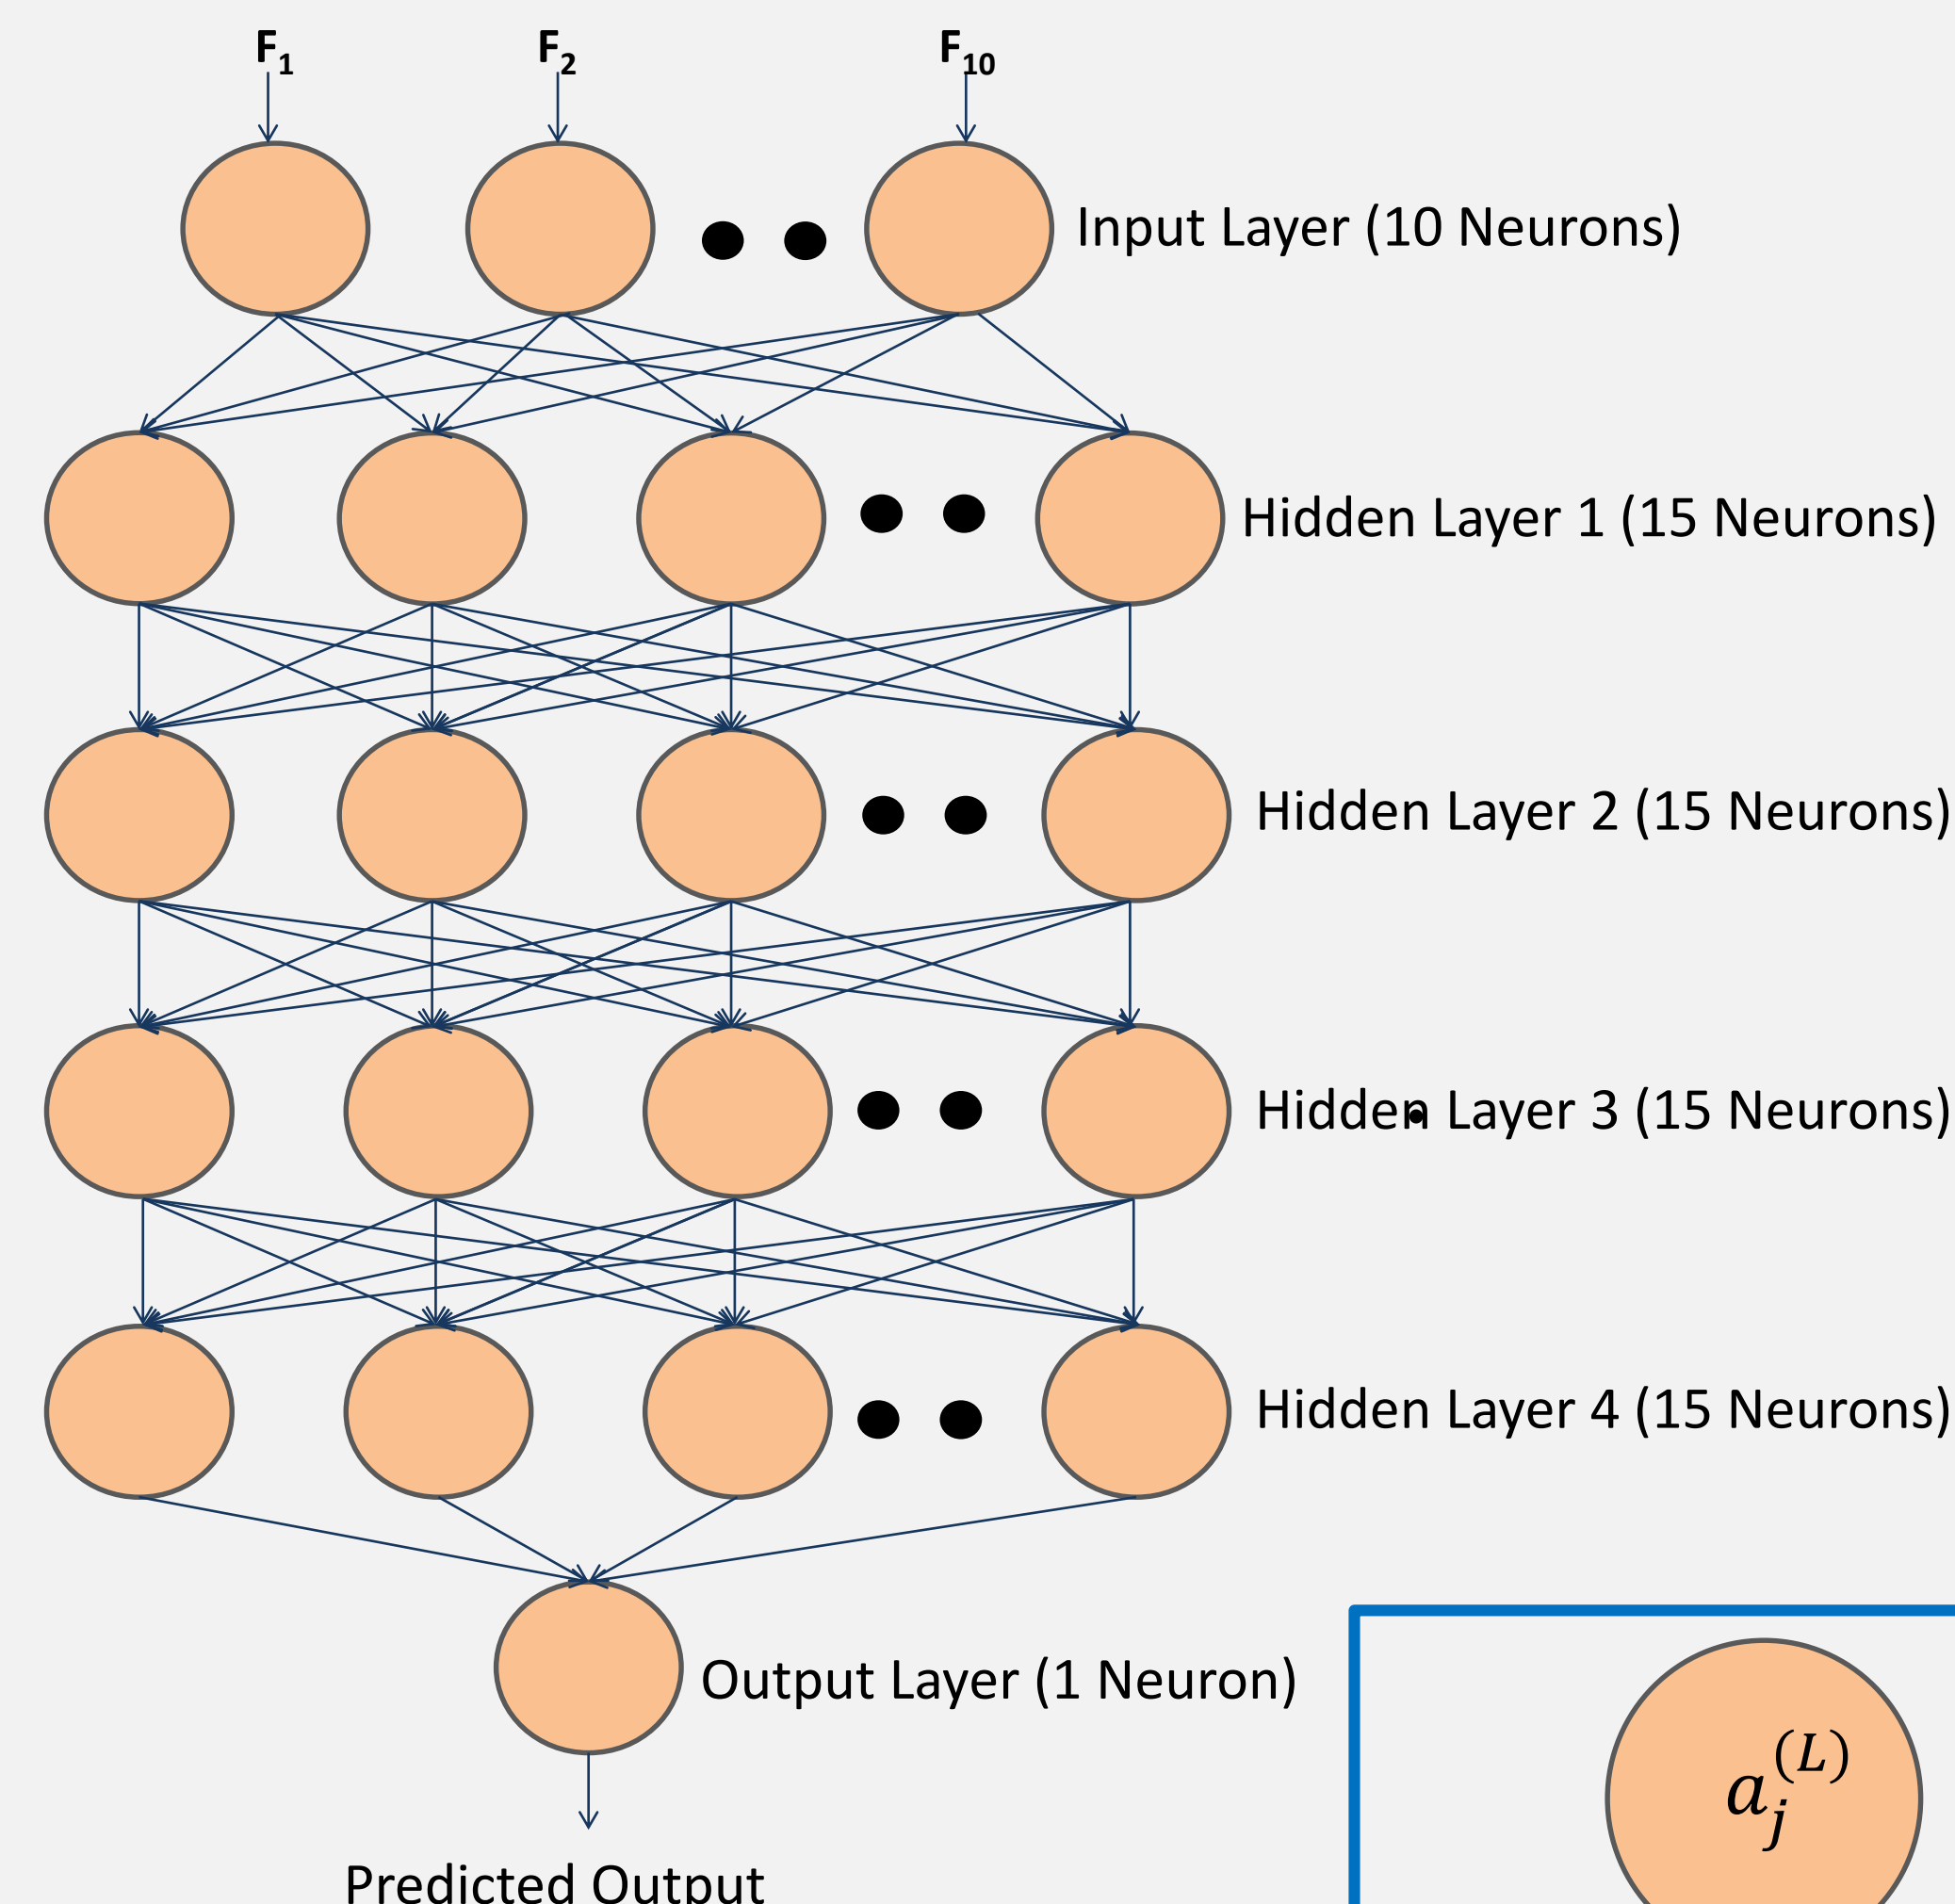 F1 F2 F10
Input Layer (10 Neurons)
Hidden Layer 1 (15 Neurons)
Hidden Layer 2 (15 Neurons)
Hidden Layer 3 (15 Neurons)
Hidden Layer 4 (15 Neurons)
Output Layer (1 Neuron)
a_j^(L)
Predicted Output